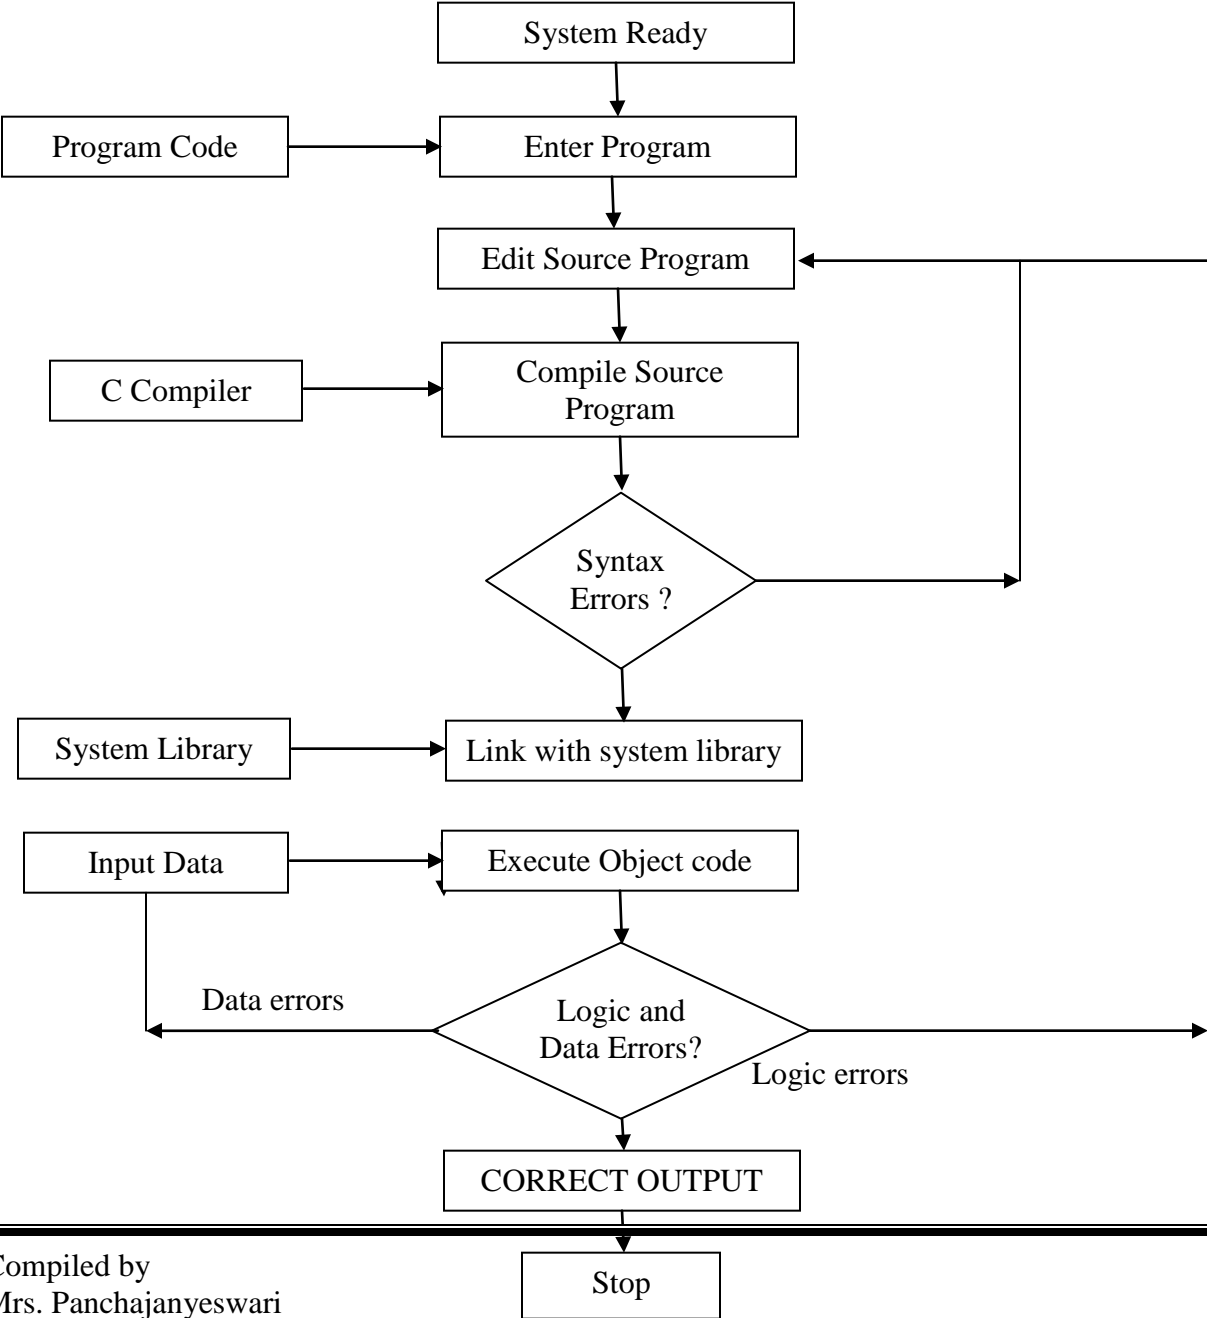 System Ready
Program Code
Enter Program
Edit Source Program
C Compiler
Compile Source
Program
Syntax
Errors ?
System Library
Link with system library
Input Data
Execute Object code
Data errors
Logic and
Data Errors?
Logic errors
CORRECT OUTPUT
Compiled by
Mrs. Panchajanyeswari
Stop